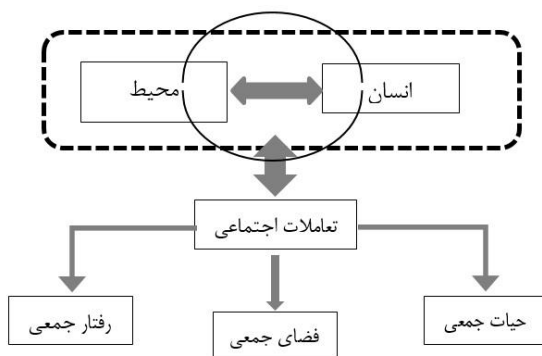 انسان
محیط
تعاملات اجتماعی
حیات جمعی
فضای جمعی
رفتار جمعی